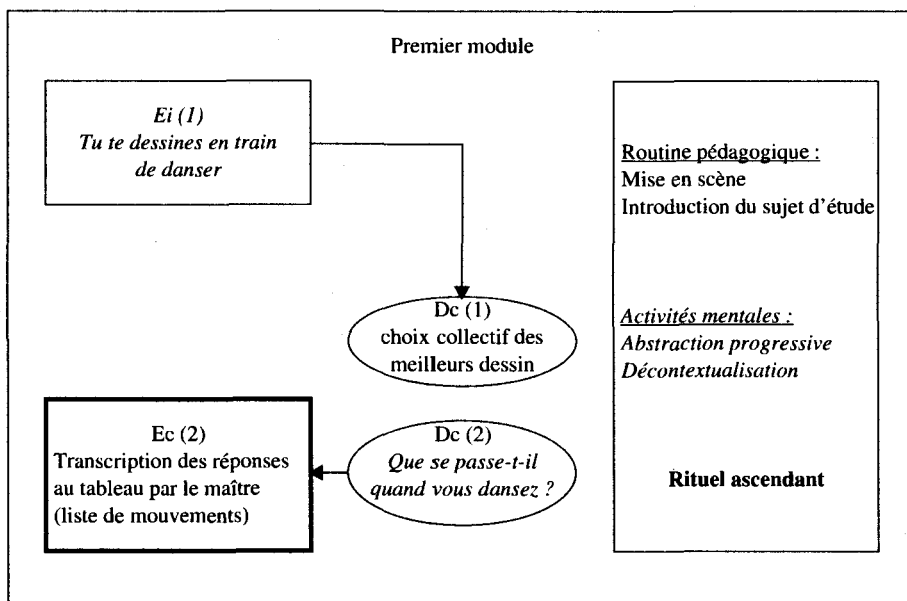 Premier module
Ei (1)
Tu te dessines en train
de danser
Dc (1)
choix collectif des
meilleurs dessin
Ec (2)
Transcription des réponses
au tableau par le maître
(liste de mouvements)
Dc (2)
Que se passe-t-il
quand vous dansez ?
Routine pédagogique :
Mise en scène
Introduction du sujet d'étude
Activités mentales :
Abstraction progressive
Décontextualisation
Rituel ascendant